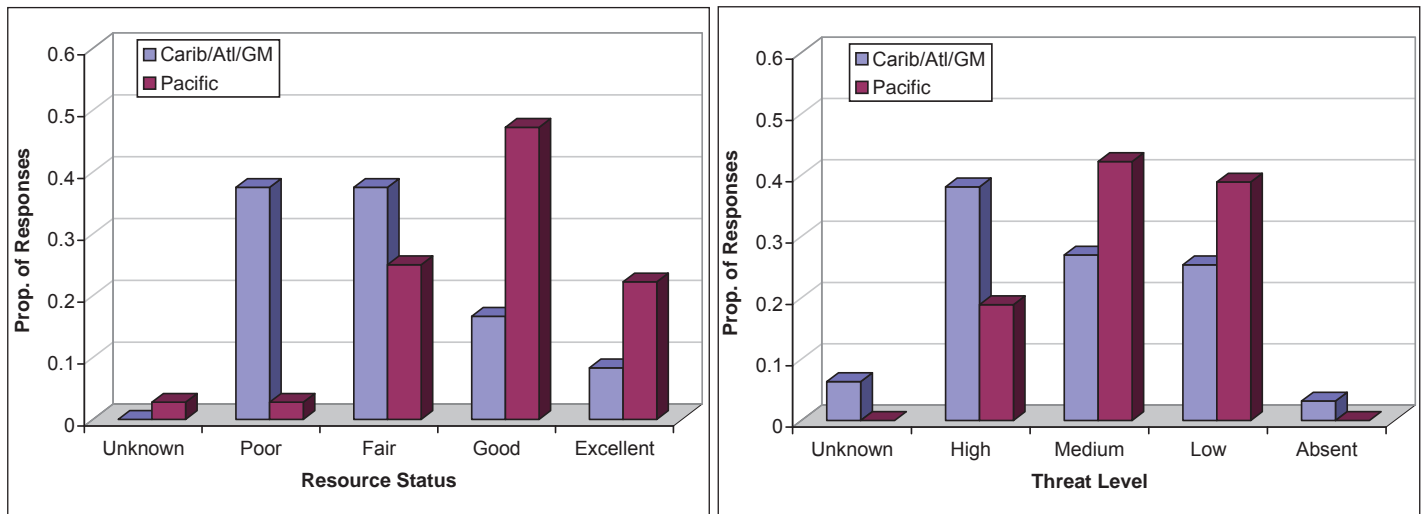 Carib/Atl/GM
Pacific
Prop. of Responses
0.6
0.5
0.4
0.3
0.2
0.1
0
Unknown Poor Fair Good Excellent
Resource Status
Carib/Atl/GM
Pacific
Prop. of Responses
0.6
0.5
0.4
0.3
0.2
0.1
0
Unknown High Medium Low Absent
Threat Level